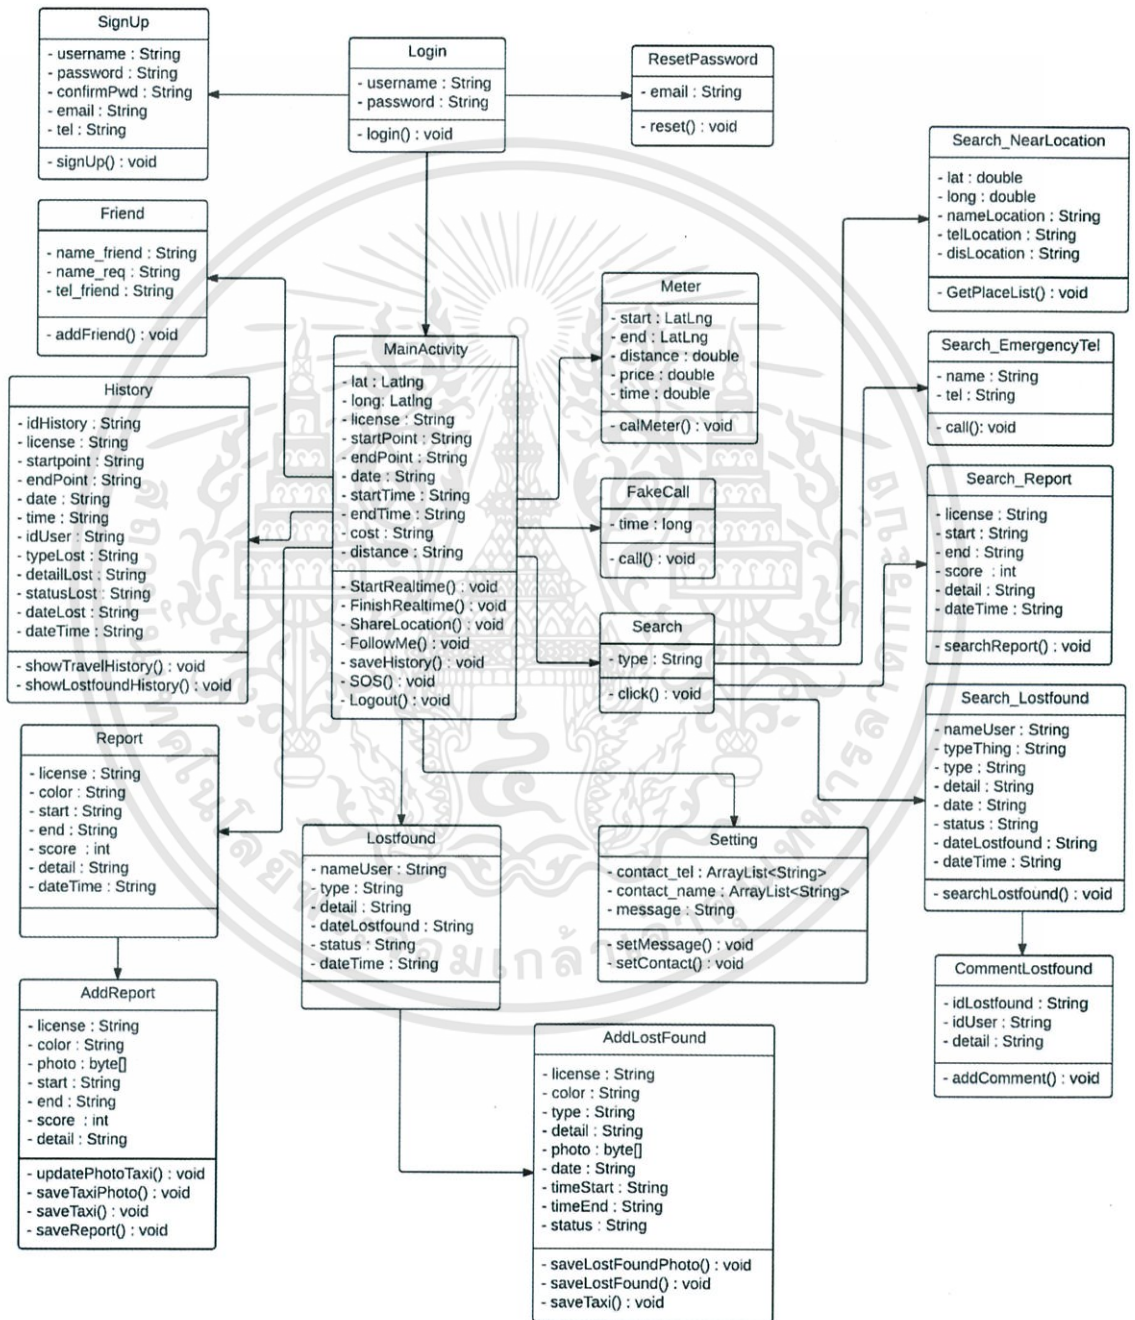 SignUp
- username : String
- password : String
- confirmPwd : String
- email : String
- tel : String
- signUp() : void
Login
- username : String
- password : String
- login() : void
ResetPassword
- email : String
- reset() : void
Search_NearLocation
- lat : double
- long : double
- nameLocation : String
- telLocation : String
- disLocation : String
- GetPlaceList() : void
Friend
- name_friend : String
- name_req : String
- tel_friend : String
- addFriend() : void
Meter
- start : LatLng
- end : LatLng
- distance : double
- price : double
- time : double
- calMeter() : void
MainActivity
- lat : Latlng
- long: Latlng
- license : String
- startPoint : String
- endPoint : String
- date : String
- startTime : String
- endTime : String
- cost : String
- distance : String
- StartRealtime() : void
- FinishRealtime() : void
- ShareLocation() : void
- FollowMe() : void
- saveHistory() : void
- SOS() : void
- Logout() : void
Search_EmergencyTel
- name : String
- tel : String
- call(): void
History
- idHistory : String
- license : String
- startpoint : String
- endPoint : String
- date : String
- time : String
- idUser : String
- typeLost : String
- detailLost : String
- statusLost : String
- dateLost : String
- dateTime : String
- showTravelHistory() : void
- showLostfoundHistory() : void
FakeCall
- time : long
- call() : void
Search_Report
- license : String
- start : String
- end : String
- score : int
- detail : String
- dateTime : String
- searchReport() : void
Search
- type : String
- click() : void
Search_Lostfound
- nameUser : String
- typeThing : String
- type : String
- detail : String
- date : String
- status : String
- dateLostfound : String
- dateTime : String
- searchLostfound() : void
Report
- license : String
- color : String
- start : String
- end : String
- score : int
- detail : String
- dateTime : String
Lostfound
- nameUser : String
- type : String
- detail : String
- dateLostfound : String
- status : String
- dateTime : String
Setting
- contact_tel : ArrayList<String>
- contact_name : ArrayList<String>
- message : String
- setMessage() : void
- setContact() : void
CommentLostfound
- idLostfound : String
- idUser : String
- detail : String
- addComment() : void
AddReport
- license : String
- color : String
- photo : byte[]
- start : String
- end : String
- score : int
- detail : String
- updatePhotoTaxi() : void
- saveTaxiPhoto() : void
- saveTaxi() : void
- saveReport() : void
AddLostFound
- license : String
- color : String
- type : String
- detail : String
- photo : byte[]
- date : String
- timeStart : String
- timeEnd : String
- status : String
- saveLostFoundPhoto() : void
- saveLostFound() : void
- saveTaxi() : void